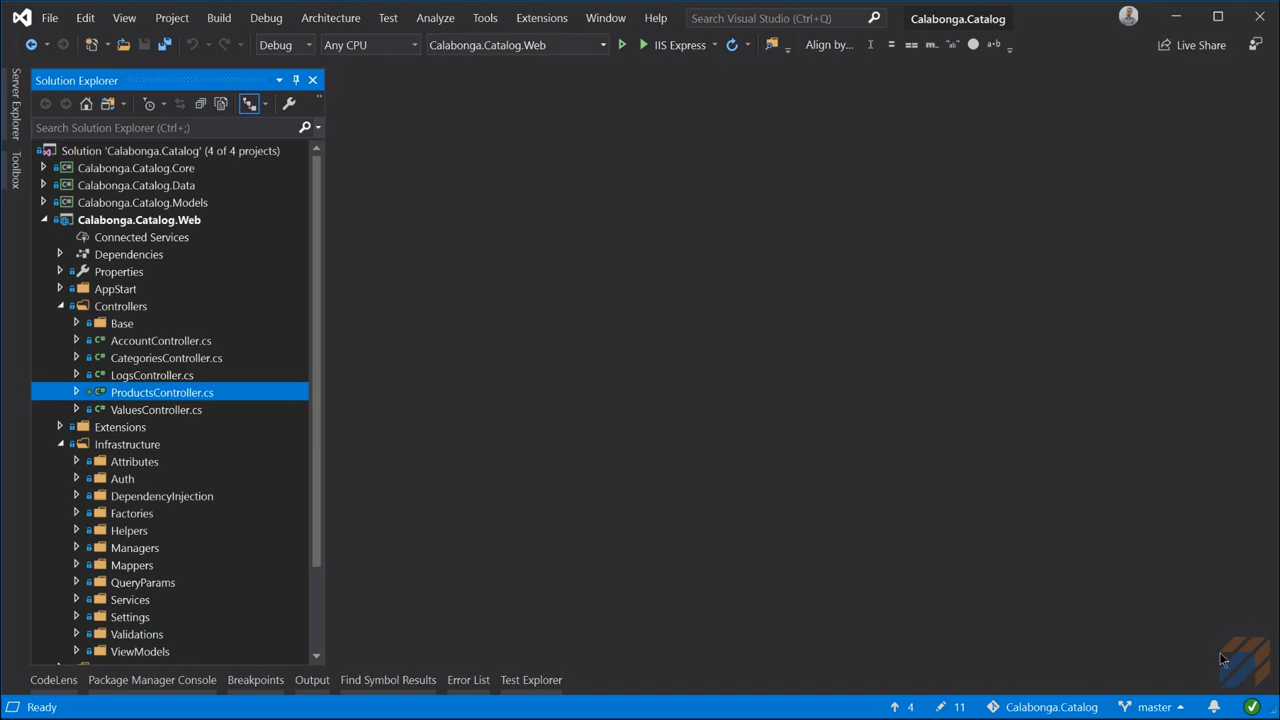 File Edit View Project Build Debug Architecture Test Analyze Tools Extensions Window Help Search Visual Studio (Ctrl+Q) Calabonga.Catalog
Debug Any CPU Calabonga.Catalog.Web IIS Express Align by... Live Share
Server Explorer
Toolbox
Solution Explorer
Search Solution Explorer (Ctrl+;)
Solution 'Calabonga.Catalog' (4 of 4 projects)
Calabonga.Catalog.Core
Calabonga.Catalog.Data
Calabonga.Catalog.Models
Calabonga.Catalog.Web
Connected Services
Dependencies
Properties
AppStart
Controllers
Base
AccountController.cs
CategoriesController.cs
LogsController.cs
ProductsController.cs
ValuesController.cs
Extensions
Infrastructure
Attributes
Auth
DependencyInjection
Factories
Helpers
Managers
Mappers
QueryParams
Services
Settings
Validations
ViewModels
CodeLens Package Manager Console Breakpoints Output Find Symbol Results Error List Test Explorer
Ready 4 11 Calabonga.Catalog master